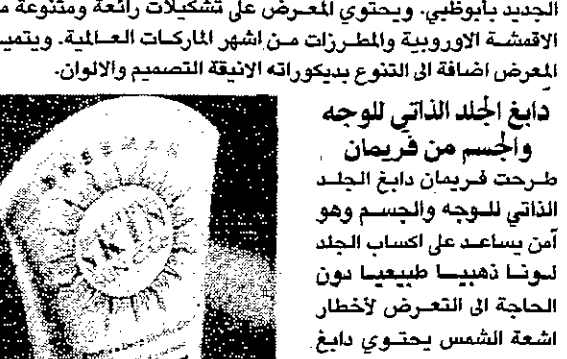 الجديد بأبوظبي. ويحتوي المعرض على تشكيلات رائعة ومتنوعة
الاقمشة الاوروبية والمطرزات من اشهر الماركات العالمية. ويتميز
المعرض اضافة الى التنوع بديكوراته الانيقة التصميم والالوان.
دابغ الجلد الذاتي للوجه
والجسم من فريمان
طرحت فريمان دابغ الجلد
الذاتي للوجه والجسم وهو
آمن يساعد على اكساب الجلد
لونا ذهبيا طبيعيا دون
الحاجة الى التعرض لأخطار
اشعة الشمس يحتوي دابغ